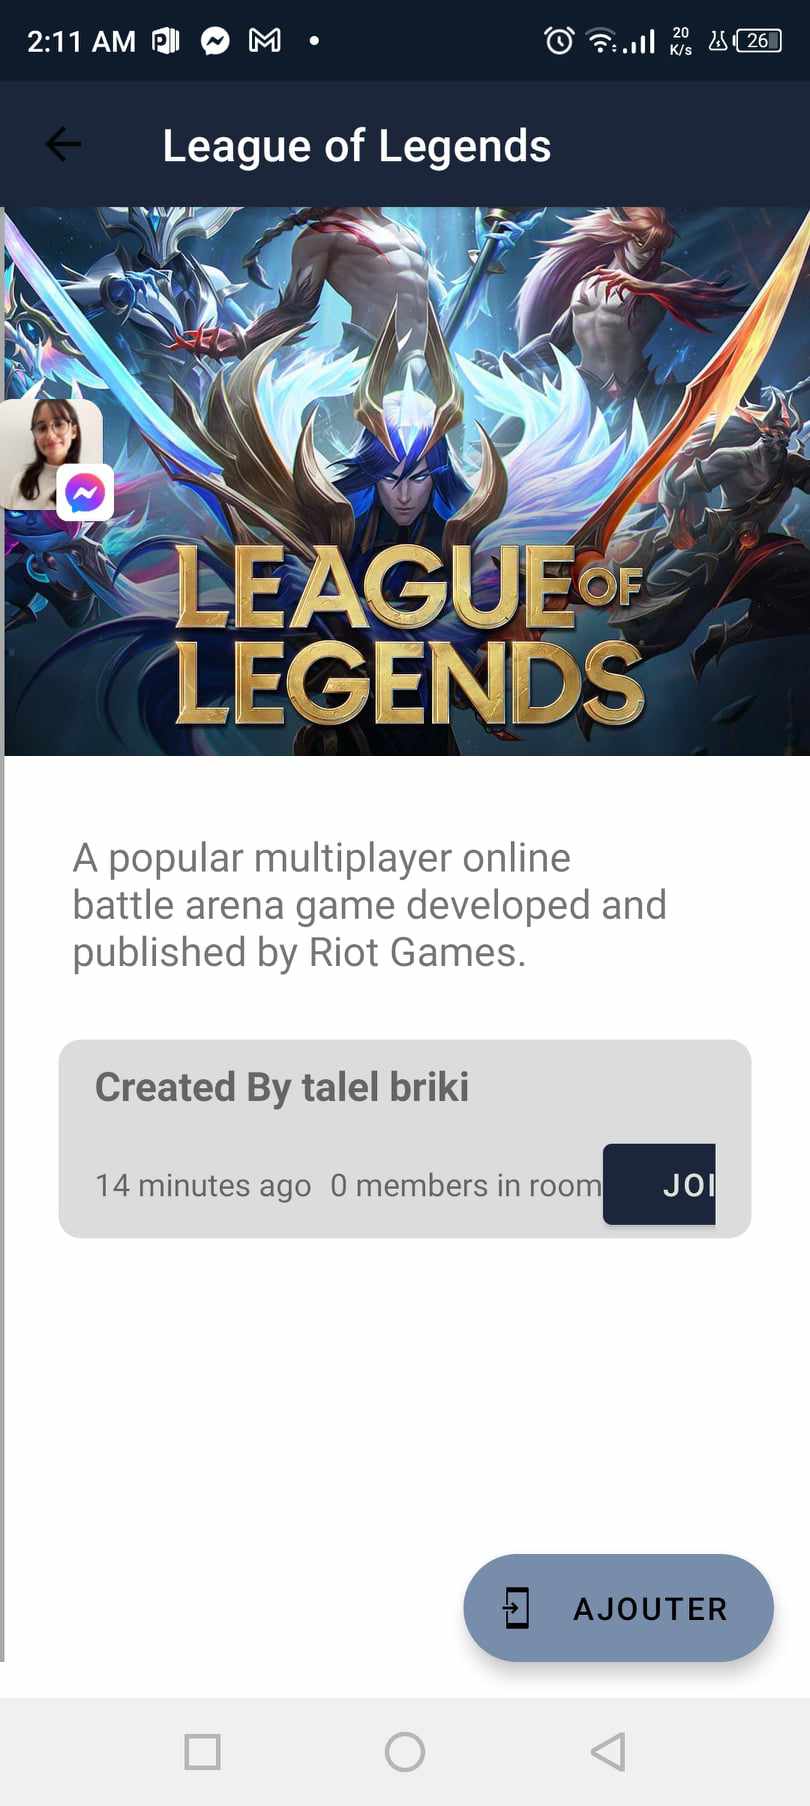 2:11 AM
20
K/s
26
League of Legends
LEAGUE OF
LEGENDS
A popular multiplayer online
battle arena game developed and
published by Riot Games.
Created By talel briki
14 minutes ago 0 members in room JOI
AJOUTER